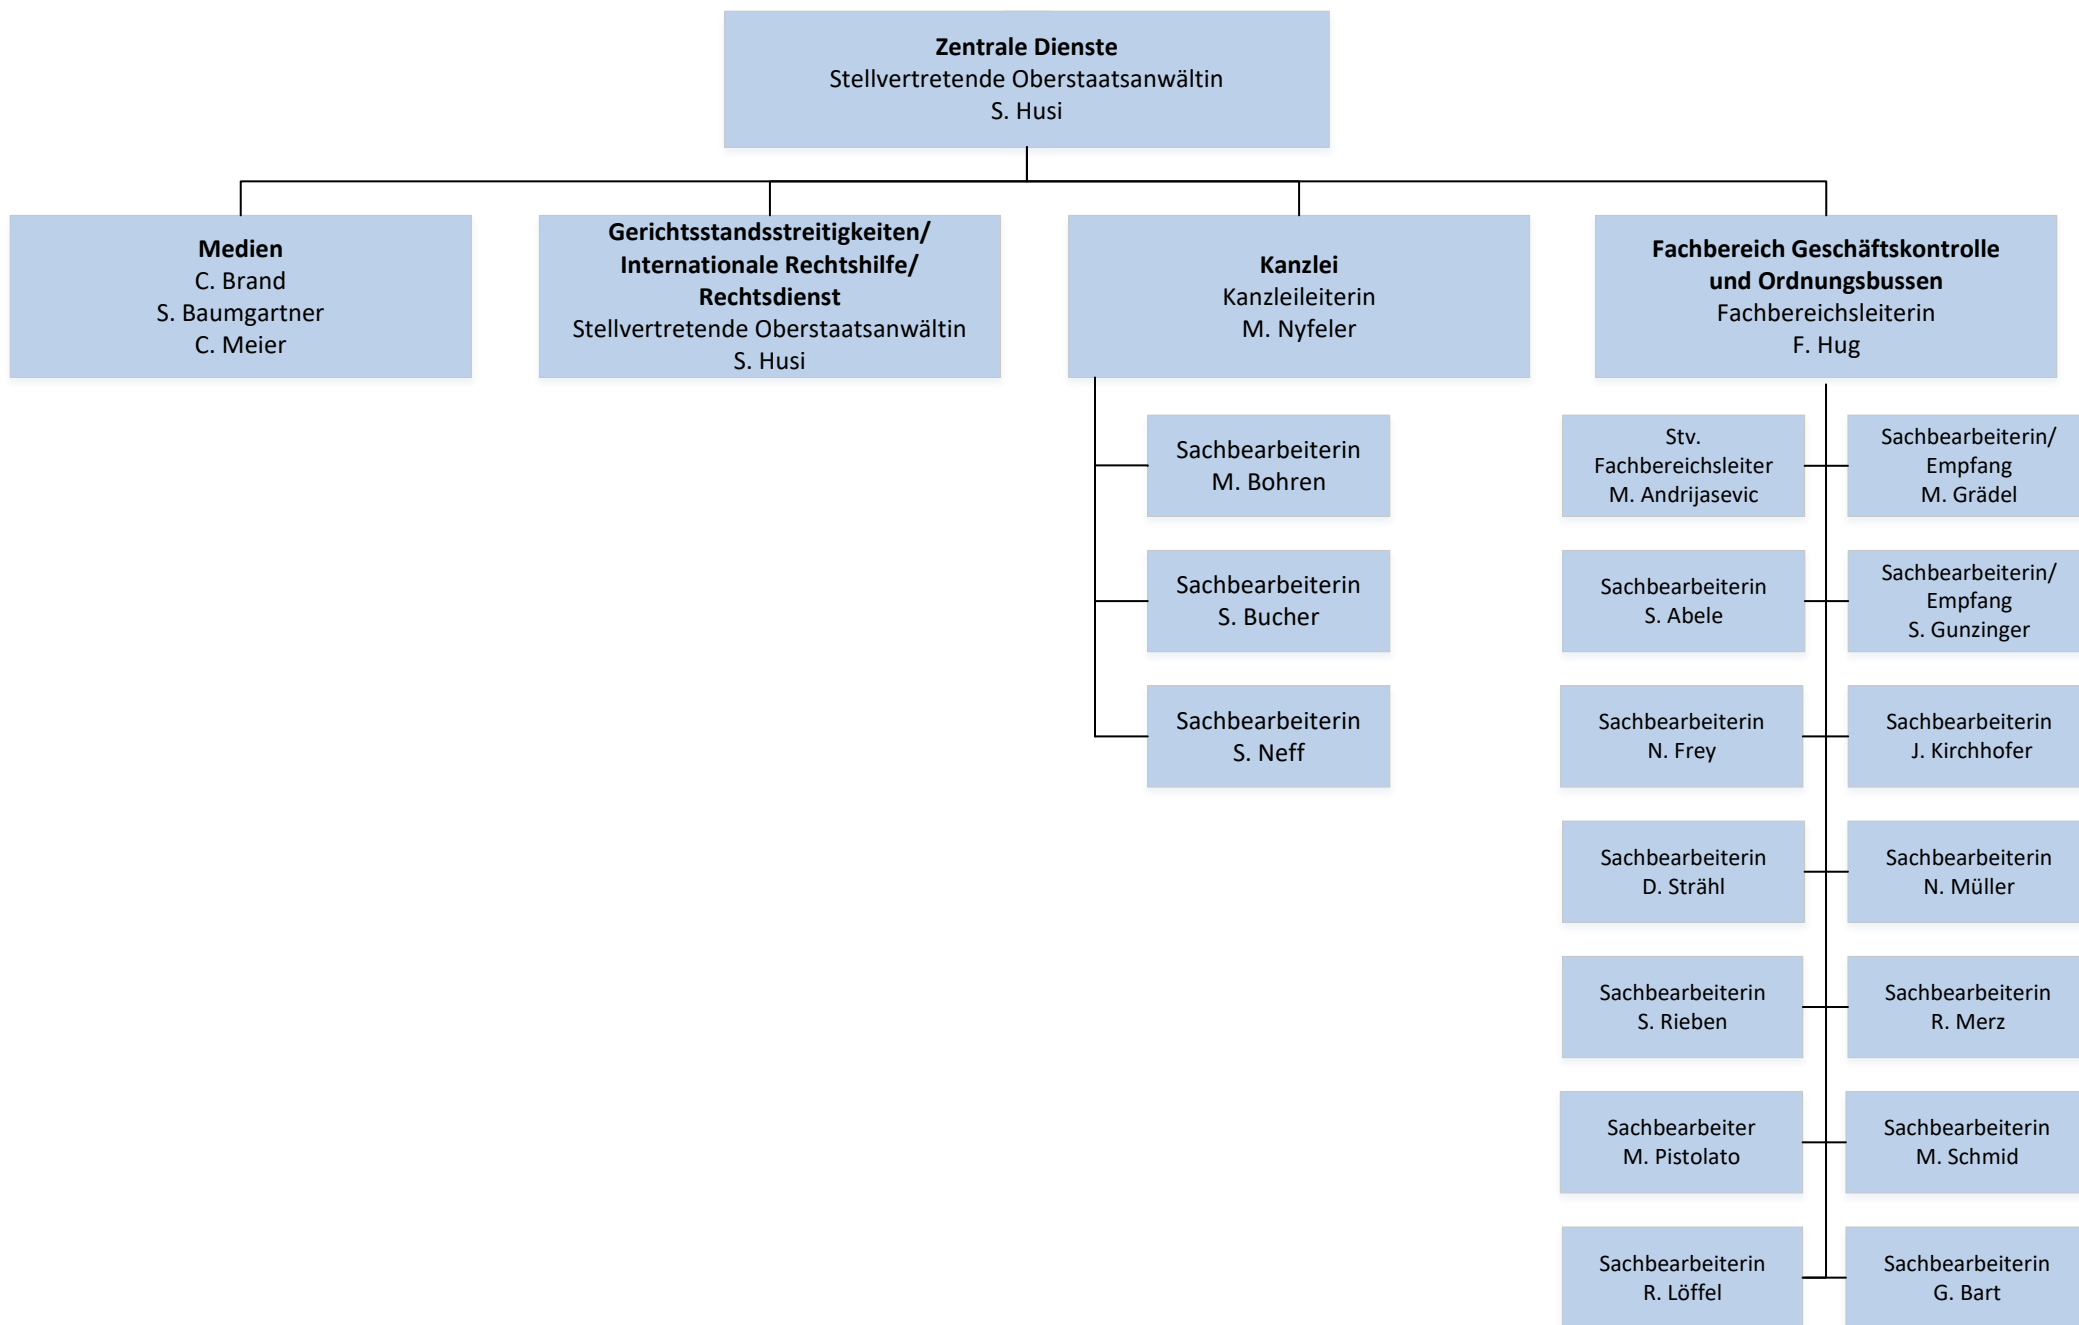 Zentrale Dienste
Stellvertretende Oberstaatsanwältin
S. Husi
Medien
C. Brand
S. Baumgartner
C. Meier
Gerichtsstandsstreitigkeiten/
Internationale Rechtshilfe/
Rechtsdienst
Stellvertretende Oberstaatsanwältin
S. Husi
Kanzlei
Kanzleileiterin
M. Nyfeler
Fachbereich Geschäftskontrolle
und Ordnungsbussen
Fachbereichsleiterin
F. Hug
Sachbearbeiterin
M. Bohren
Sachbearbeiterin
S. Bucher
Sachbearbeiterin
S. Neff
Stv.
Fachbereichsleiter
M. Andrijasevic
Sachbearbeiterin/
Empfang
M. Grädel
Sachbearbeiterin
S. Abele
Sachbearbeiterin/
Empfang
S. Gunzinger
Sachbearbeiterin
N. Frey
Sachbearbeiterin
J. Kirchhofer
Sachbearbeiterin
D. Strähl
Sachbearbeiterin
N. Müller
Sachbearbeiterin
S. Rieben
Sachbearbeiterin
R. Merz
Sachbearbeiter
M. Pistolato
Sachbearbeiterin
M. Schmid
Sachbearbeiterin
R. Löffel
Sachbearbeiterin
G. Bart